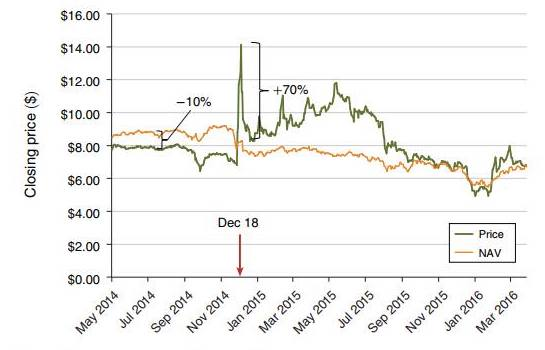 $16.00
$14.00
$12.00
$10.00
$8.00
$6.00
$4.00
$2.00
$0.00
Closing price ($)
−10%
+70%
Dec 18
Price
NAV
May 2014
Jul 2014
Sep 2014
Nov 2014
Jan 2015
Mar 2015
May 2015
Jul 2015
Sep 2015
Nov 2015
Jan 2016
Mar 2016